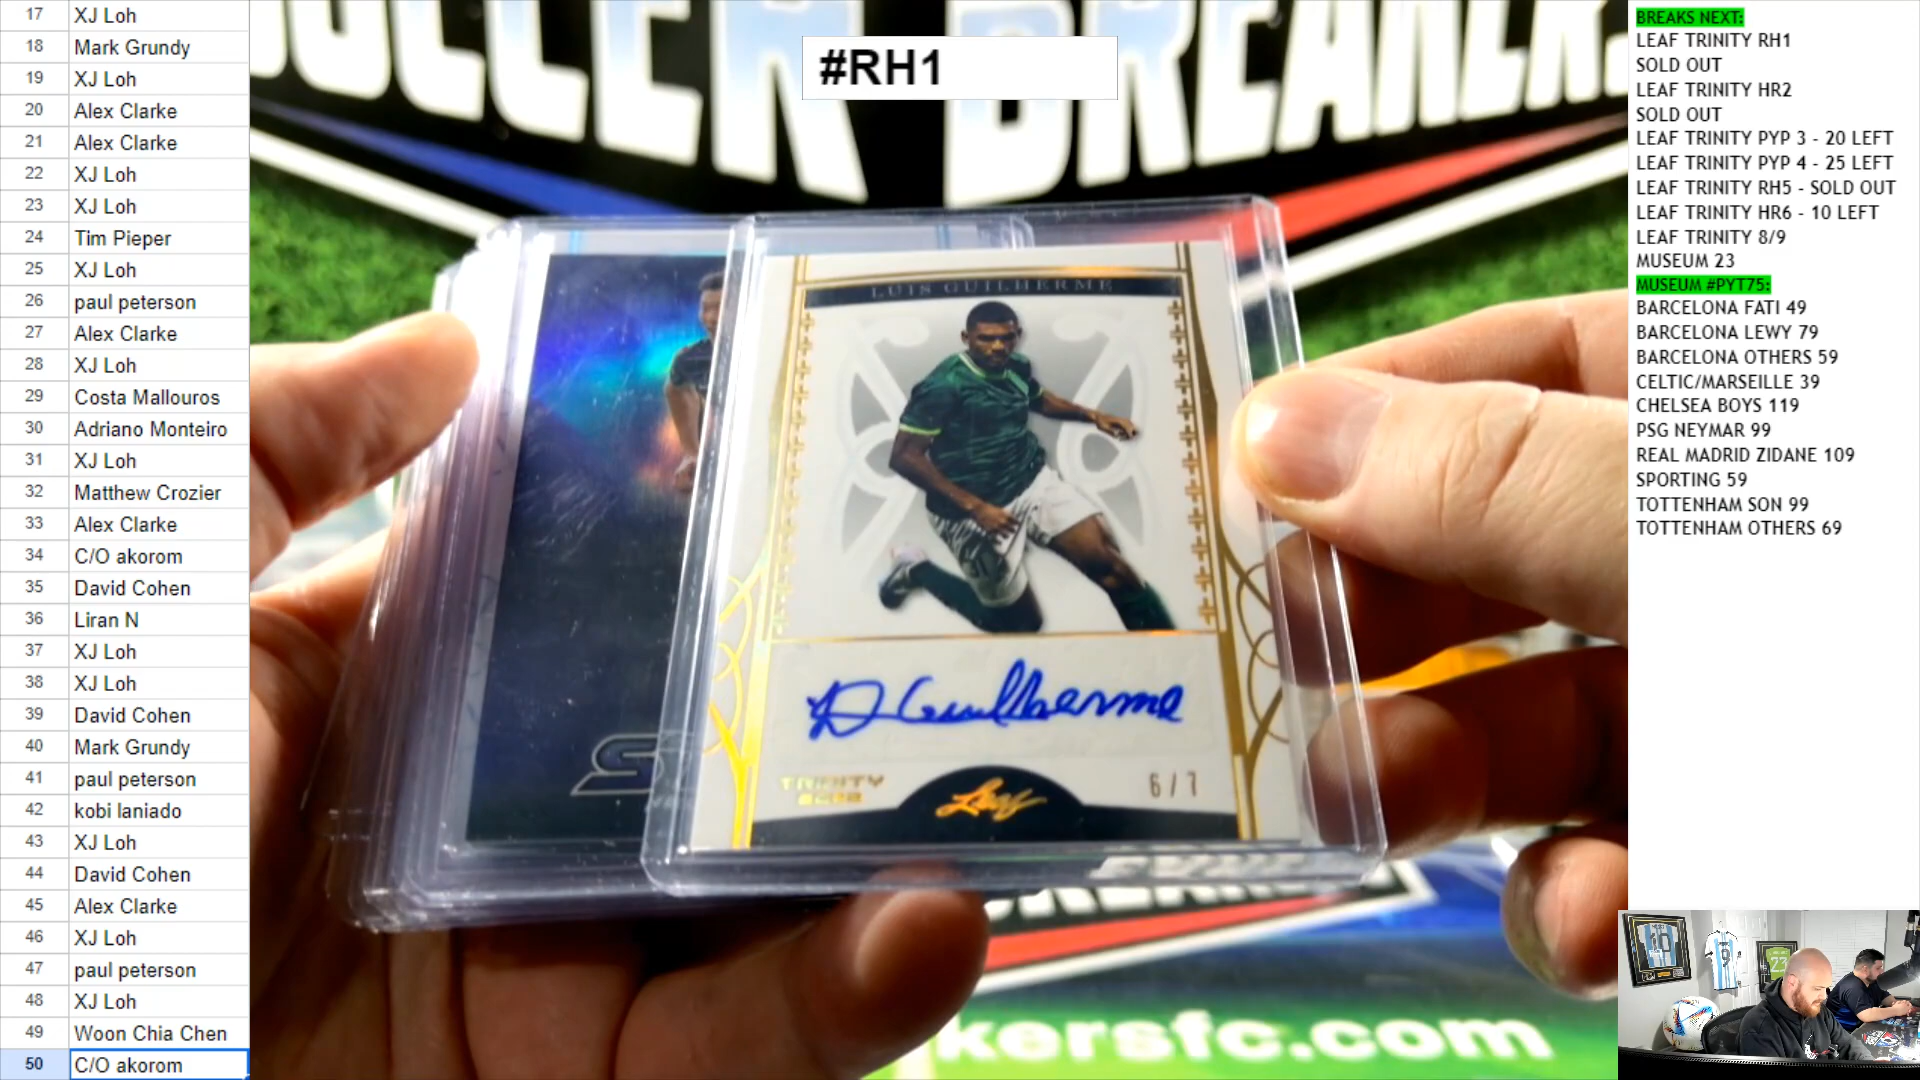 17 XJ Loh
18 Mark Grundy
19 XJ Loh
20 Alex Clarke
21 Alex Clarke
22 XJ Loh
23 XJ Loh
24 Tim Pieper
25 XJ Loh
26 paul peterson
27 Alex Clarke
28 XJ Loh
29 Costa Mallouros
30 Adriano Monteiro
31 XJ Loh
32 Matthew Crozier
33 Alex Clarke
34 C/O akorom
35 David Cohen
36 Liran N
37 XJ Loh
38 XJ Loh
39 David Cohen
40 Mark Grundy
41 paul peterson
42 kobi laniado
43 XJ Loh
44 David Cohen
45 Alex Clarke
46 XJ Loh
47 paul peterson
48 XJ Loh
49 Woon Chia Chen
50 C/O akorom
#RH1
LUIS GUILHERME
Guilherme
TRINITY
2022
Leaf
6/7
kersfc.com
BREAKS NEXT:
LEAF TRINITY RH1
SOLD OUT
LEAF TRINITY HR2
SOLD OUT
LEAF TRINITY PYP 3 - 20 LEFT
LEAF TRINITY PYP 4 - 25 LEFT
LEAF TRINITY RH5 - SOLD OUT
LEAF TRINITY HR6 - 10 LEFT
LEAF TRINITY 8/9
MUSEUM 23
MUSEUM #PYT75:
BARCELONA FATI 49
BARCELONA LEWY 79
BARCELONA OTHERS 59
CELTIC/MARSEILLE 39
CHELSEA BOYS 119
PSG NEYMAR 99
REAL MADRID ZIDANE 109
SPORTING 59
TOTTENHAM SON 99
TOTTENHAM OTHERS 69
10
9
23